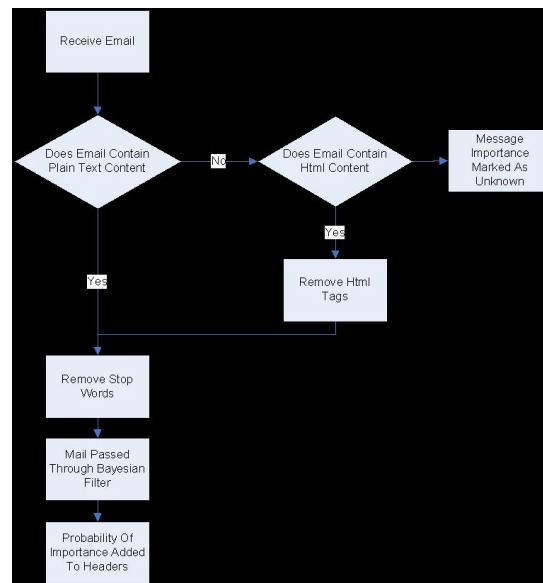 Receive Email
Does Email Contain
Plain Text Content
No
Does Email Contain
Html Content
Message
Importance
Marked As
Unknown
Yes
Yes
Remove Html
Tags
Remove Stop
Words
Mail Passed
Through Bayesian
Filter
Probability Of
Importance Added
To Headers